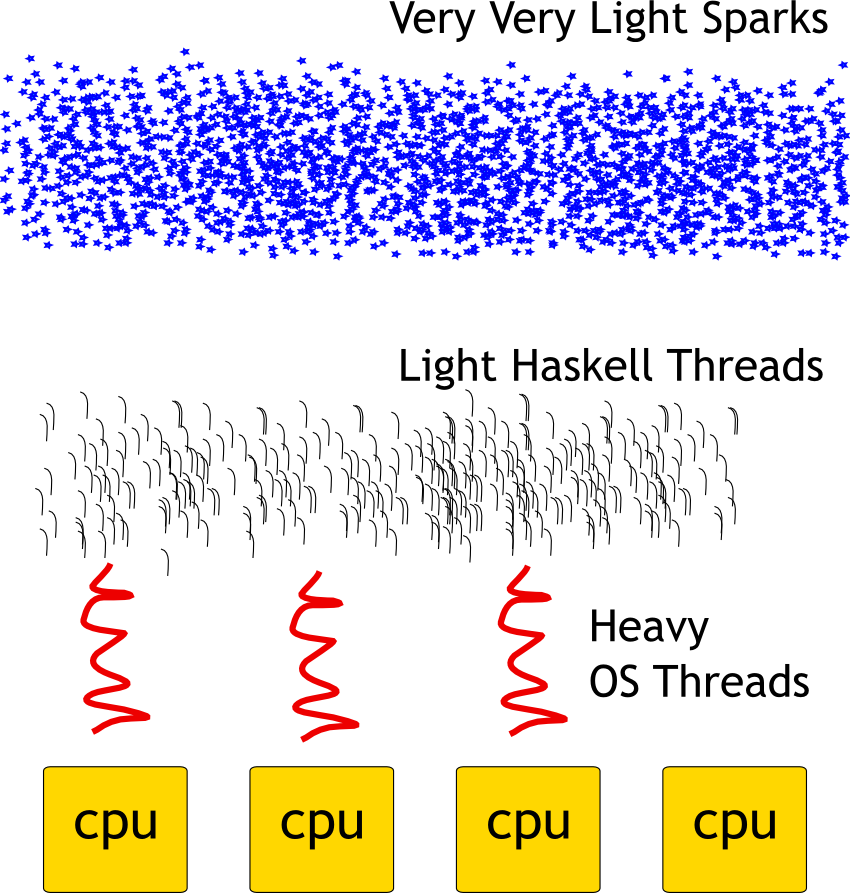 Very Very Light Sparks
Light Haskell Threads
Heavy
OS Threads
cpu
cpu
cpu
cpu